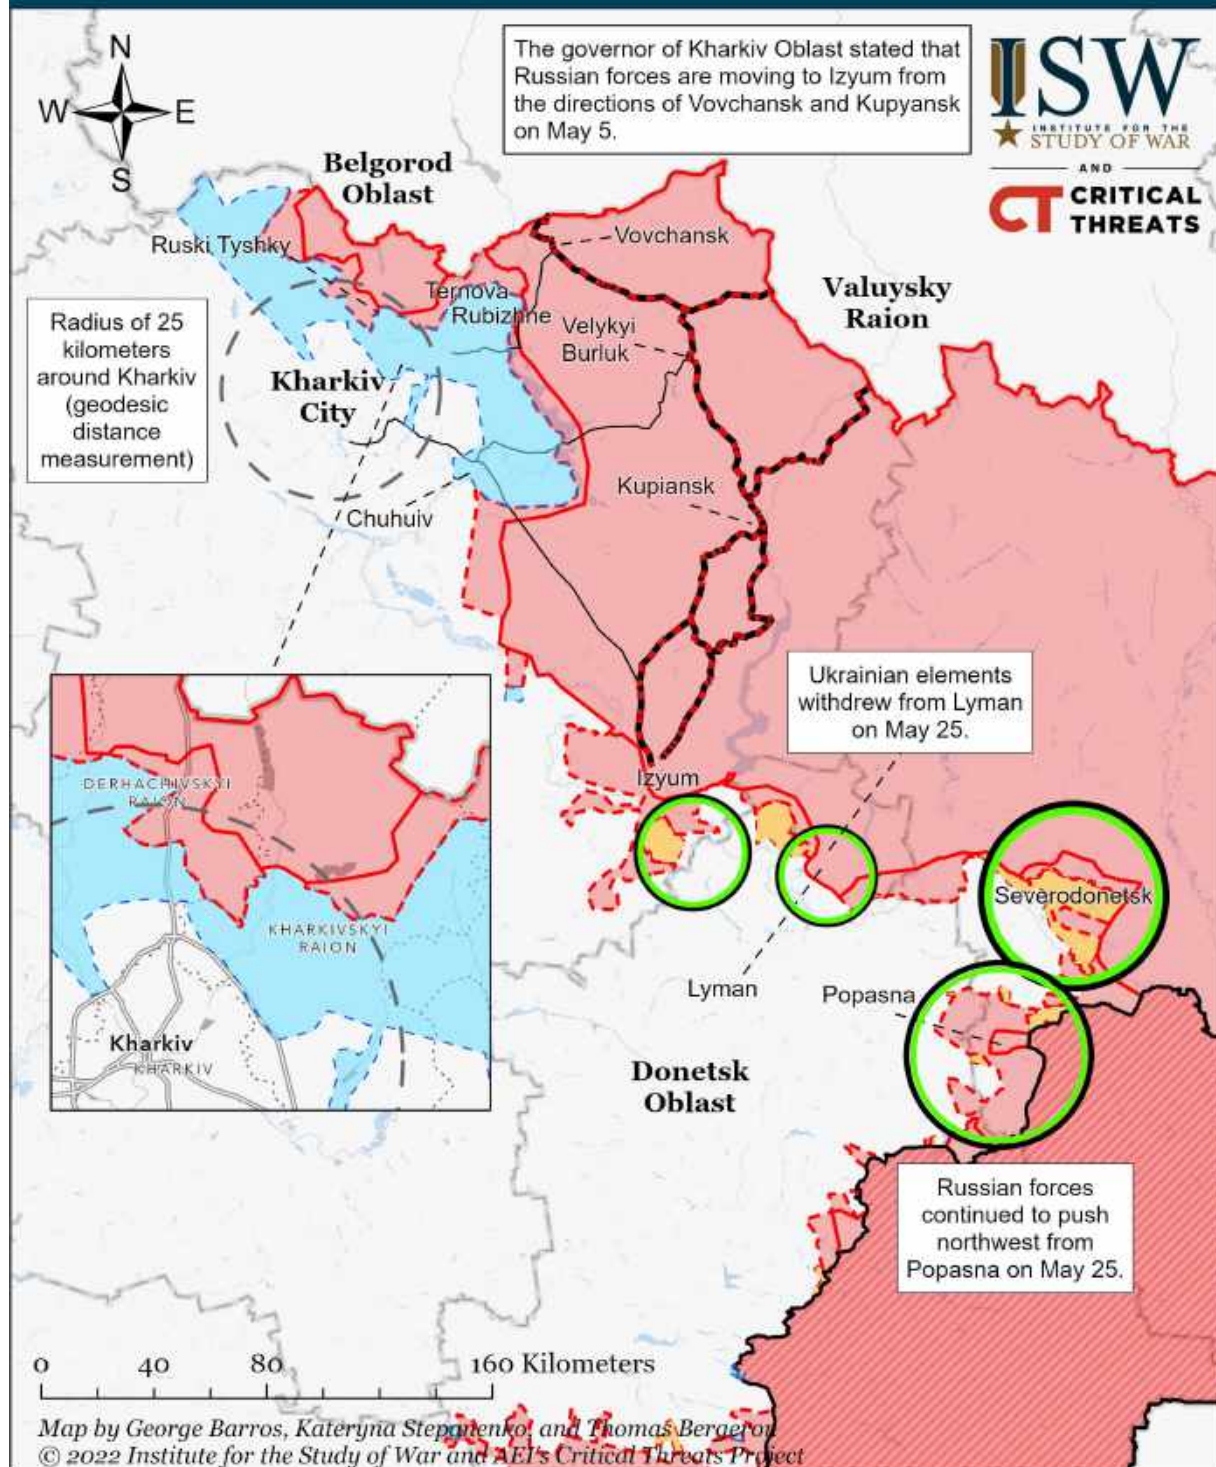 The governor of Kharkiv Oblast stated that
Russian forces are moving to Izyum from
the directions of Vovchansk and Kupyansk
on May 5.
ISW
INSTITUTE FOR THE
STUDY OF WAR
AND
CT CRITICAL
THREATS
N
W
E
S
Belgorod
Oblast
Ruski Tyshky
Vovchansk
Ternova
Rubizhne
Velykyi
Burluk
Valuysky
Raion
Radius of 25
kilometers
around Kharkiv
(geodesic
distance
measurement)
Kharkiv
City
Kupiansk
Chuhuiv
Ukrainian elements
withdrew from Lyman
on May 25.
Izyum
DERHACHIVSKYI
RAION
KHARKIVSKYI
RAION
Kharkiv
KHARKIV
Severodonetsk
Lyman
Popasna
Donetsk
Oblast
Russian forces
continued to push
northwest from
Popasna on May 25.
0 40 80 160 Kilometers
Map by George Barros, Kateryna Stepanenko, and Thomas Bergeron
© 2022 Institute for the Study of War and AEI's Critical Threats Project